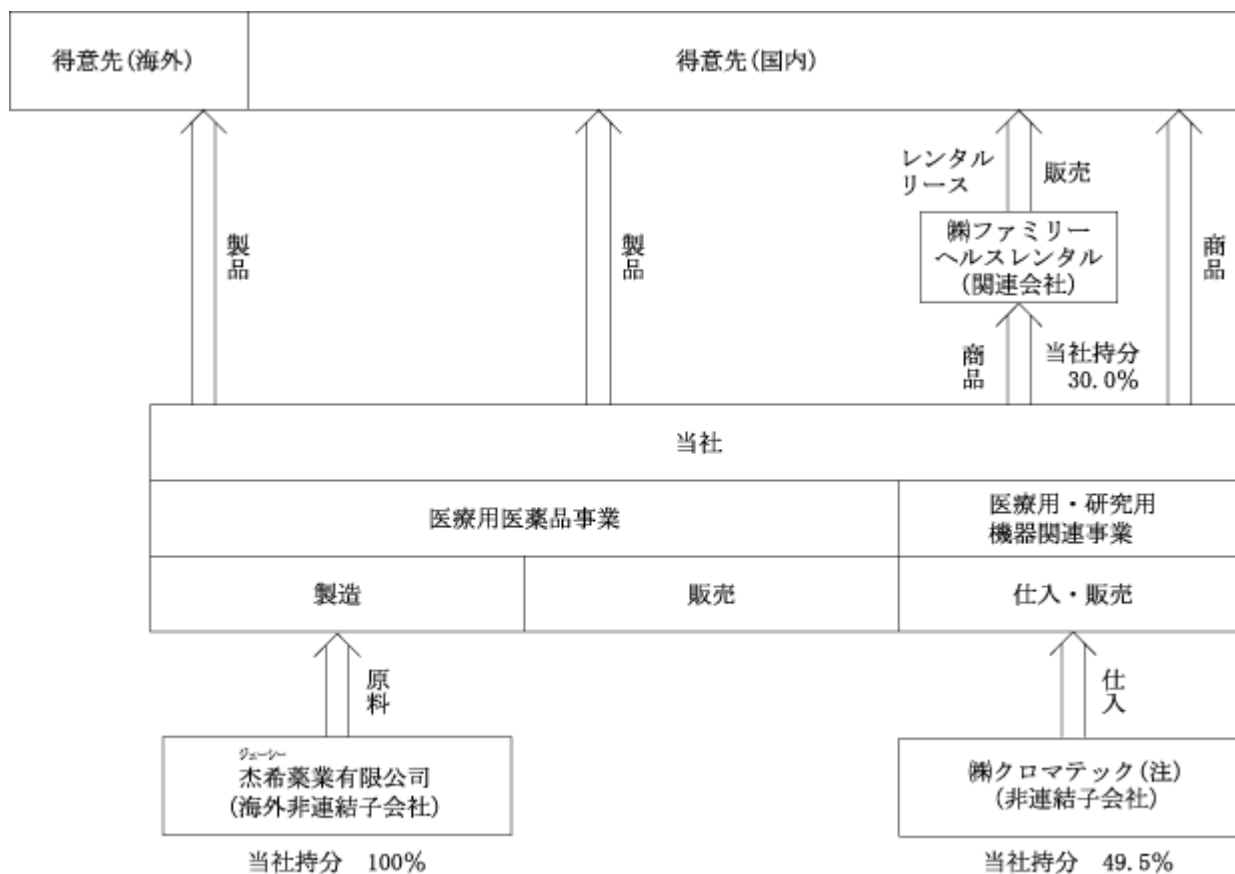 得意先(海外)
得意先(国内)
レンタル
リース
販売
製品
製品
㈱ファミリー
ヘルスレンタル
(関連会社)
商品
商品
当社持分
30.0%
当社
医療用医薬品事業
医療用・研究用
機器関連事業
製造
販売
仕入・販売
原料
仕入
ジェーシー
杰希薬業有限公司
(海外非連結子会社)
㈱クロマテック(注)
(非連結子会社)
当社持分 100%
当社持分 49.5%